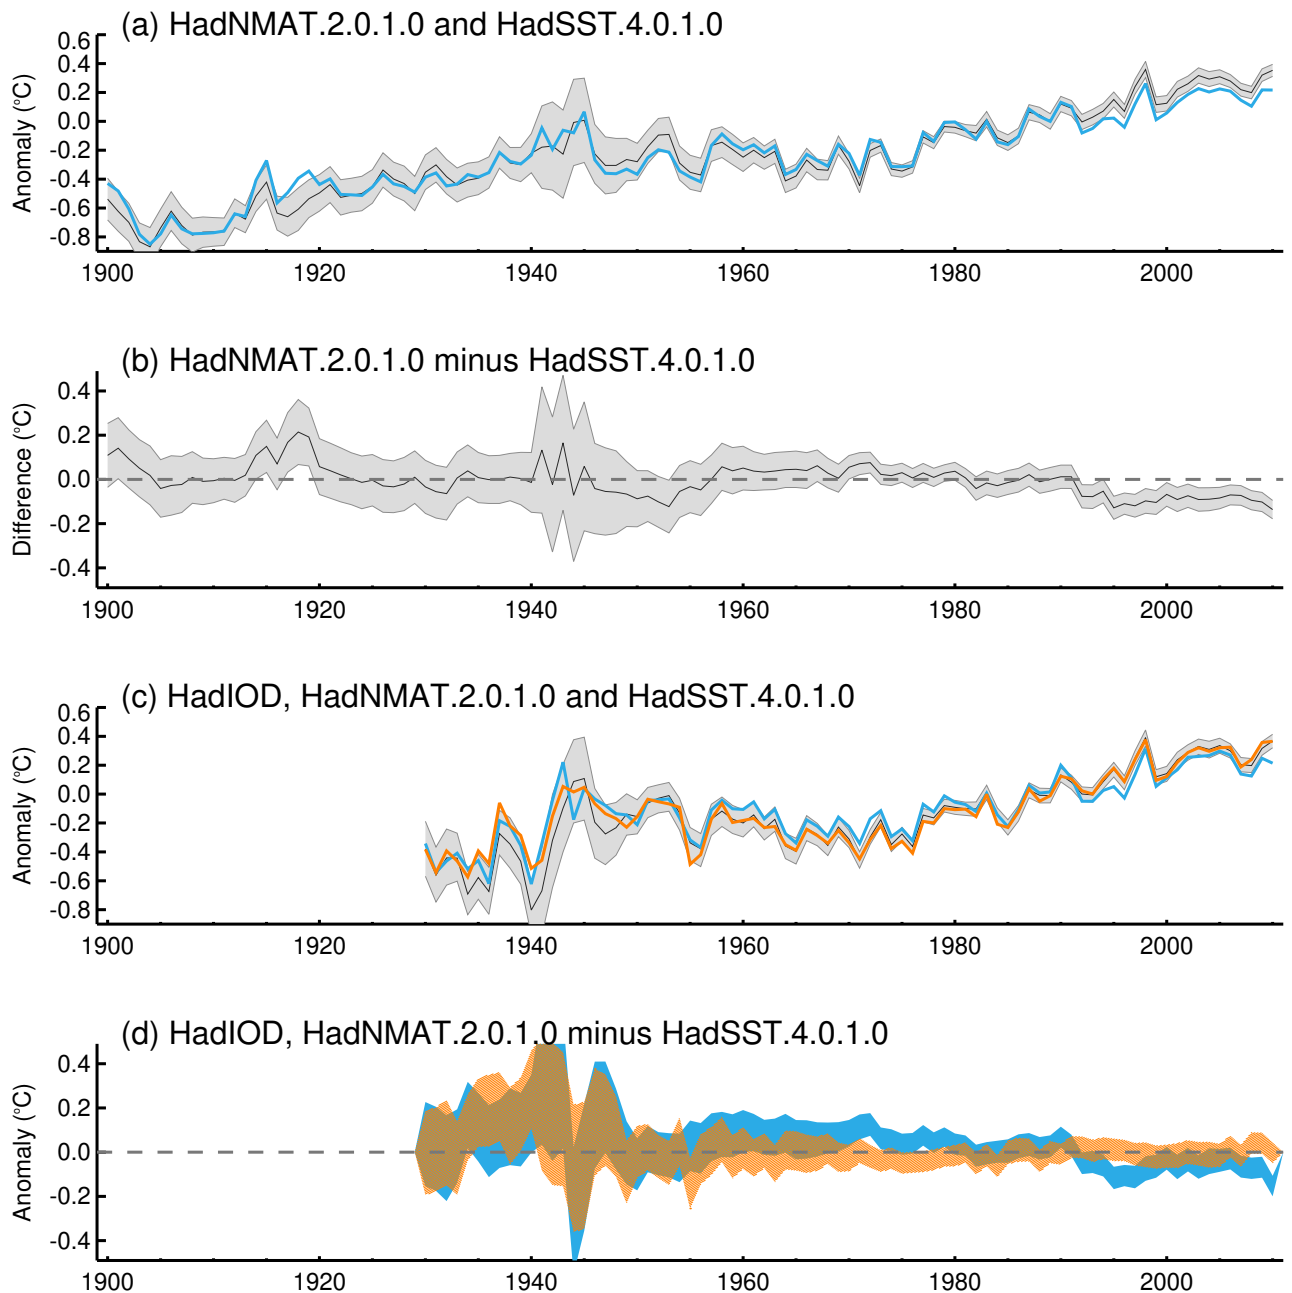 (a) HadNMAT.2.0.1.0 and HadSST.4.0.1.0
0.6
0.4
0.2
0.0
-0.2
-0.4
-0.6
-0.8
Anomaly (°C)
1900 1920 1940 1960 1980 2000
(b) HadNMAT.2.0.1.0 minus HadSST.4.0.1.0
0.4
0.2
0.0
-0.2
-0.4
Difference (°C)
1900 1920 1940 1960 1980 2000
(c) HadIOD, HadNMAT.2.0.1.0 and HadSST.4.0.1.0
0.6
0.4
0.2
0.0
-0.2
-0.4
-0.6
-0.8
Anomaly (°C)
1900 1920 1940 1960 1980 2000
(d) HadIOD, HadNMAT.2.0.1.0 minus HadSST.4.0.1.0
0.4
0.2
0.0
-0.2
-0.4
Anomaly (°C)
1900 1920 1940 1960 1980 2000